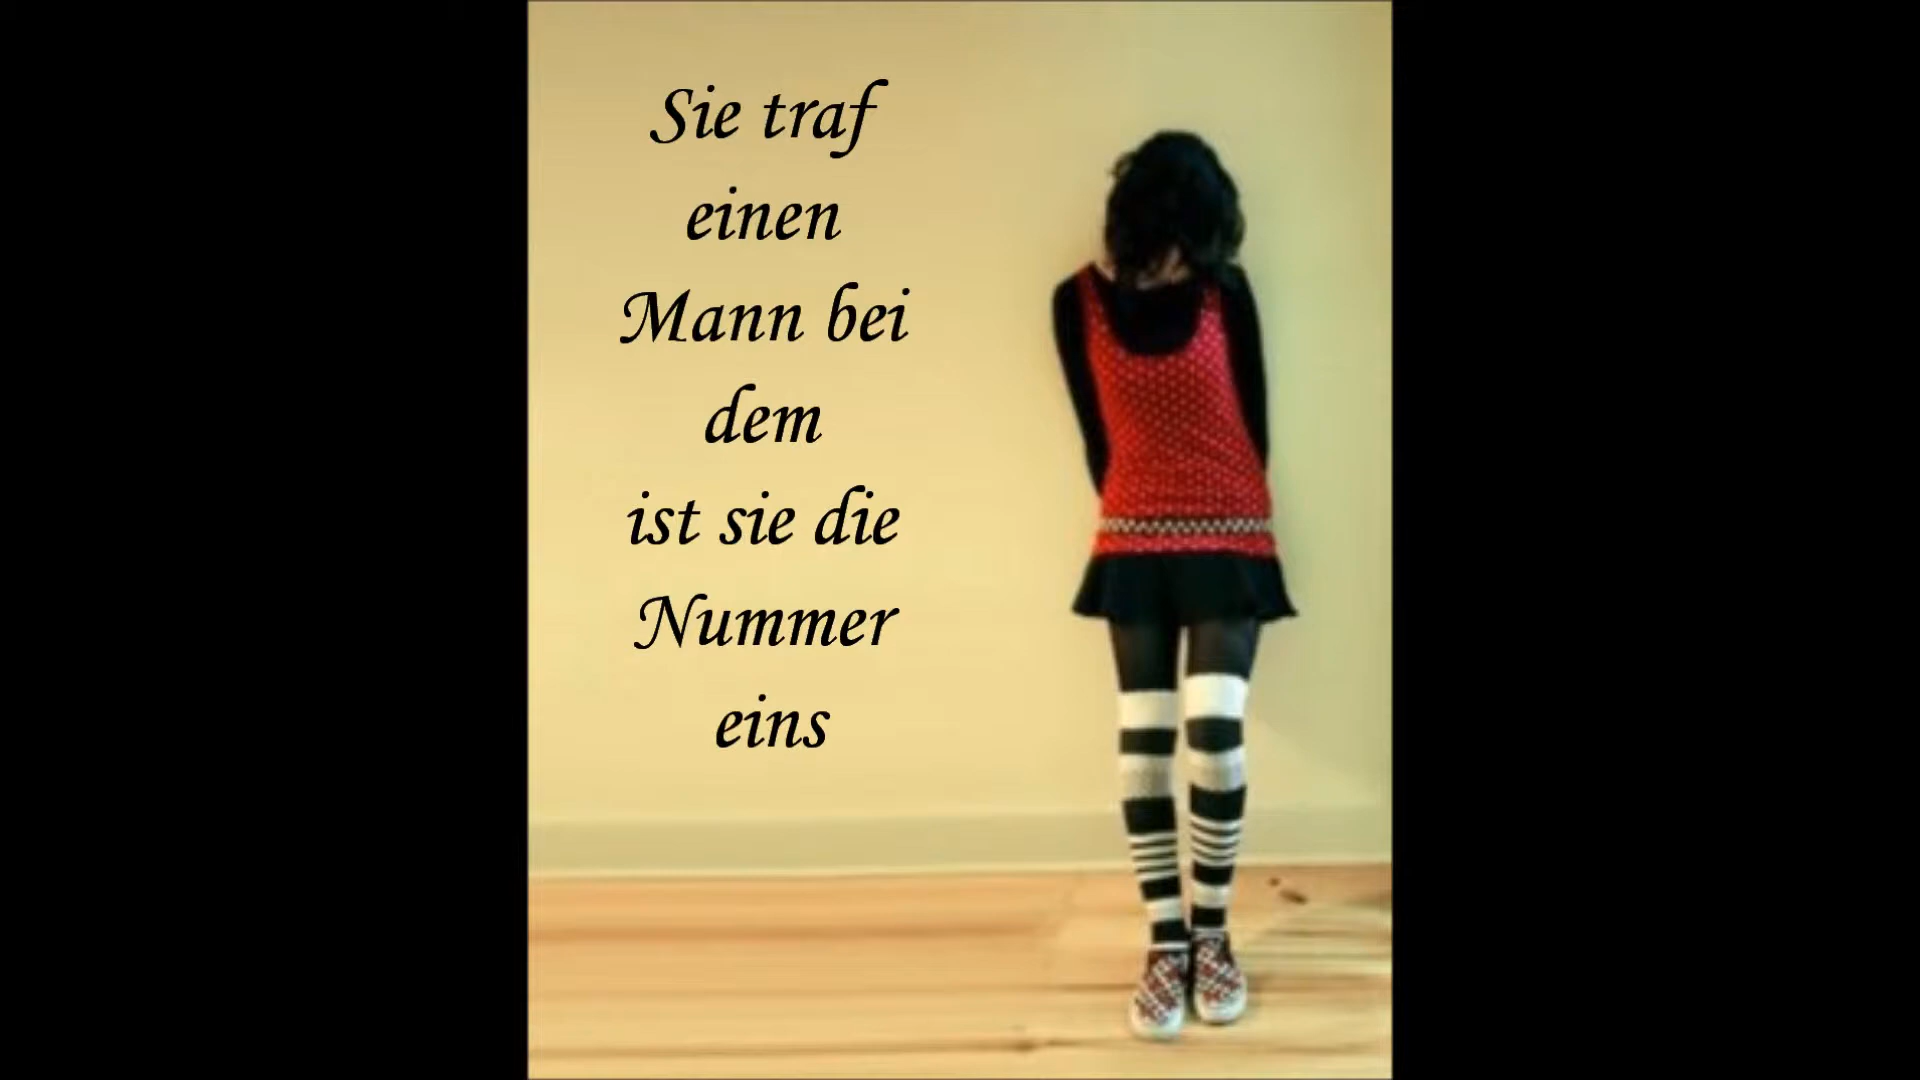 Sie traf
einen
Mann bei
dem
ist sie die
Nummer
eins